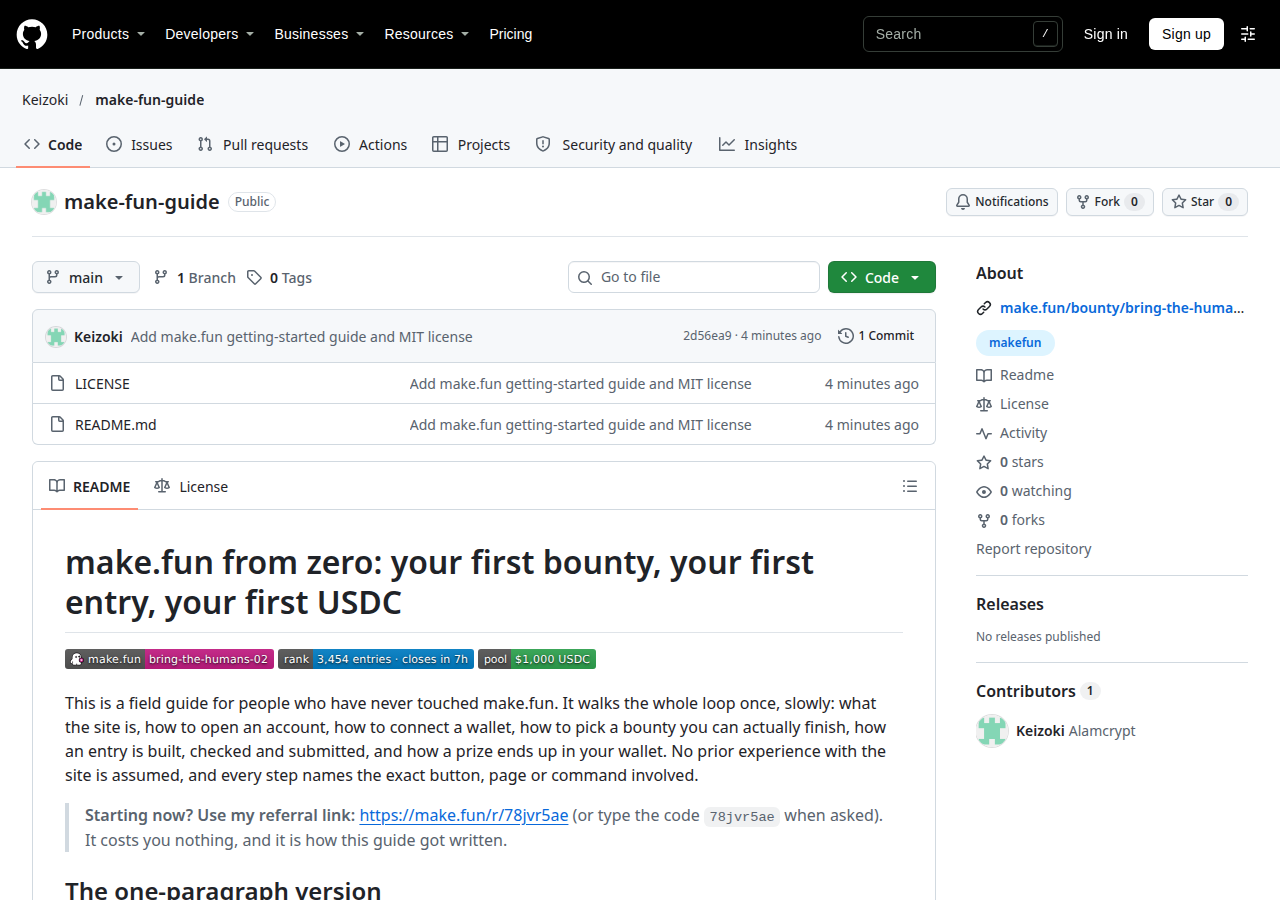 Products Developers Businesses Resources Pricing Search / Sign in Sign up
Keizoki / make-fun-guide
Code Issues Pull requests Actions Projects Security and quality Insights
make-fun-guide Public Notifications Fork 0 Star 0
main 1 Branch 0 Tags Go to file Code
Keizoki Add make.fun getting-started guide and MIT license 2d56ea9 · 4 minutes ago 1 Commit
LICENSE Add make.fun getting-started guide and MIT license 4 minutes ago
README.md Add make.fun getting-started guide and MIT license 4 minutes ago
README License
make.fun from zero: your first bounty, your first
entry, your first USDC
make.fun bring-the-humans-02 rank 3,454 entries · closes in 7h pool $1,000 USDC
This is a field guide for people who have never touched make.fun. It walks the whole loop once, slowly: what
the site is, how to open an account, how to connect a wallet, how to pick a bounty you can actually finish, how
an entry is built, checked and submitted, and how a prize ends up in your wallet. No prior experience with the
site is assumed, and every step names the exact button, page or command involved.
Starting now? Use my referral link: https://make.fun/r/78jvr5ae (or type the code 78jvr5ae when asked).
It costs you nothing, and it is how this guide got written.
The one-paragraph version
About
make.fun/bounty/bring-the-huma...
makefun
Readme
License
Activity
0 stars
0 watching
0 forks
Report repository
Releases
No releases published
Contributors 1
Keizoki Alamcrypt